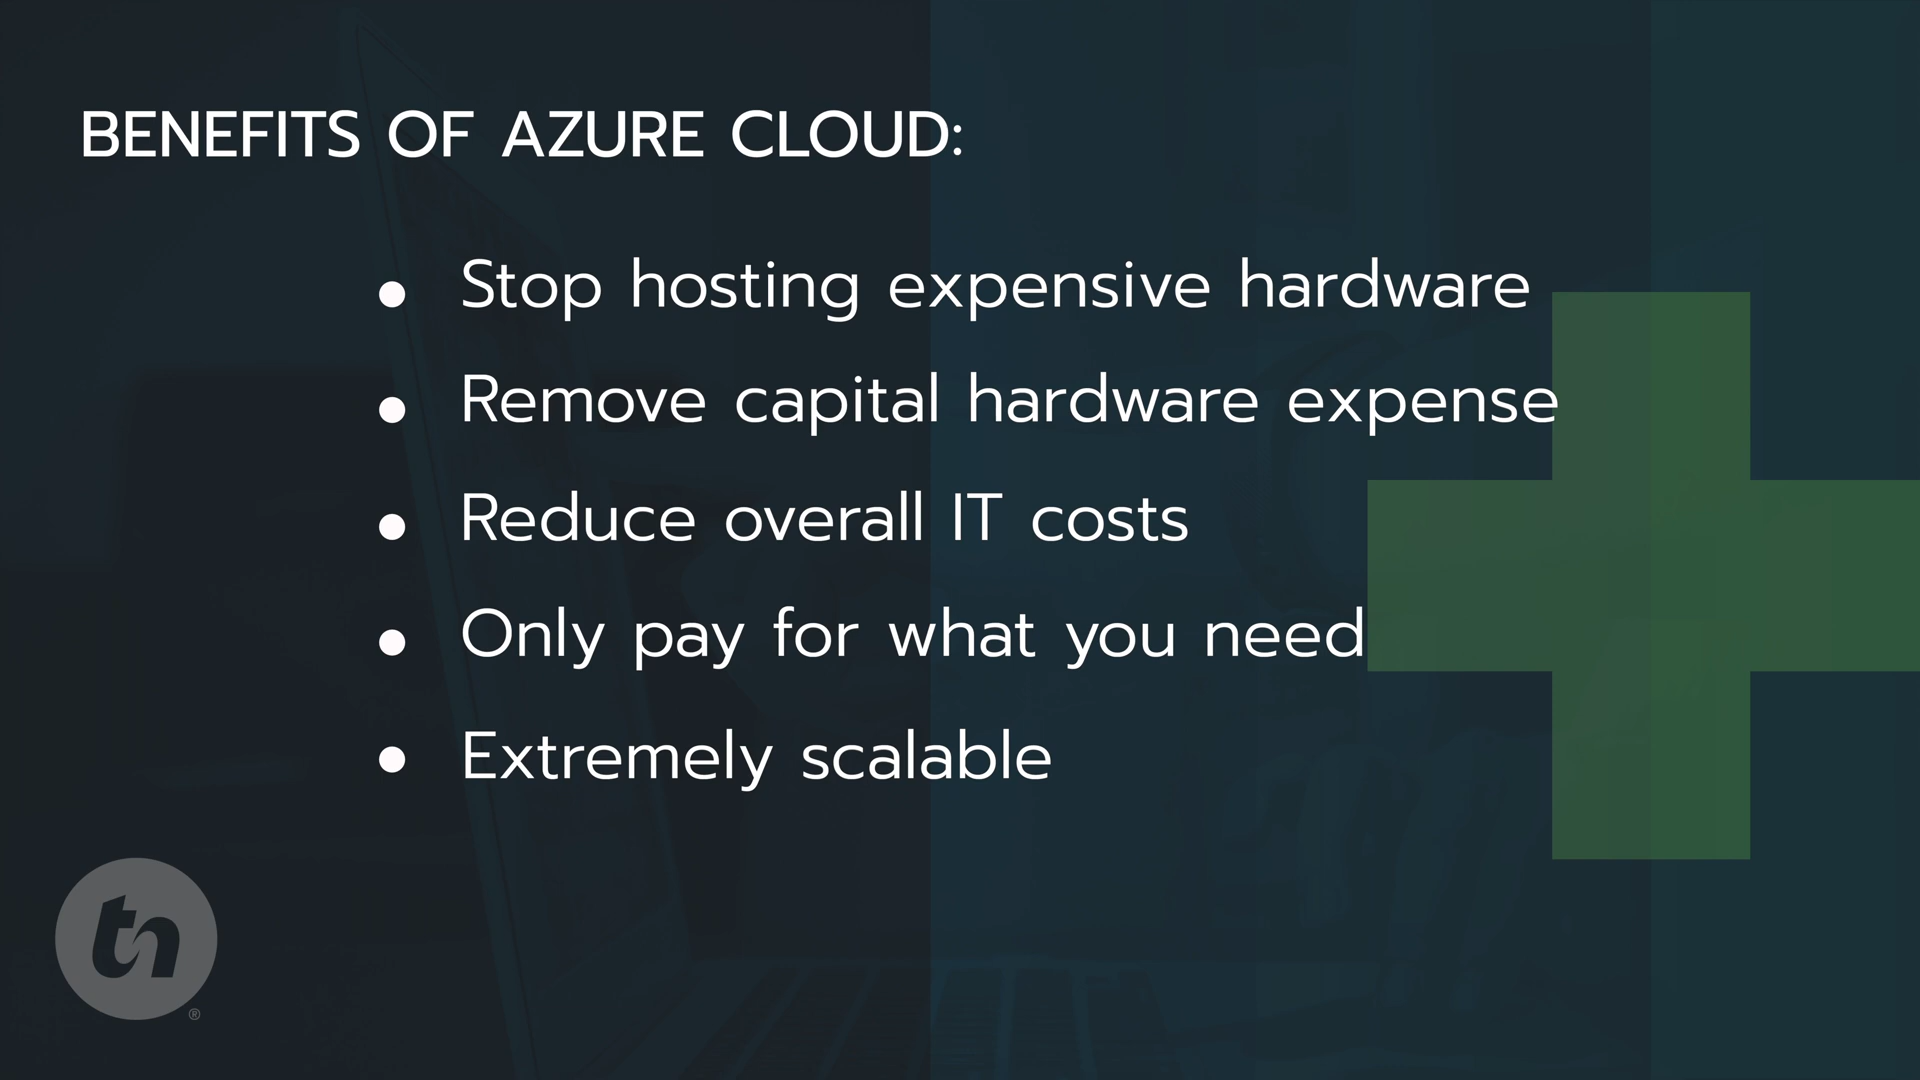 BENEFITS OF AZURE CLOUD:
• Stop hosting expensive hardware
• Remove capital hardware expense
• Reduce overall IT costs
• Only pay for what you need
• Extremely scalable
tn
®